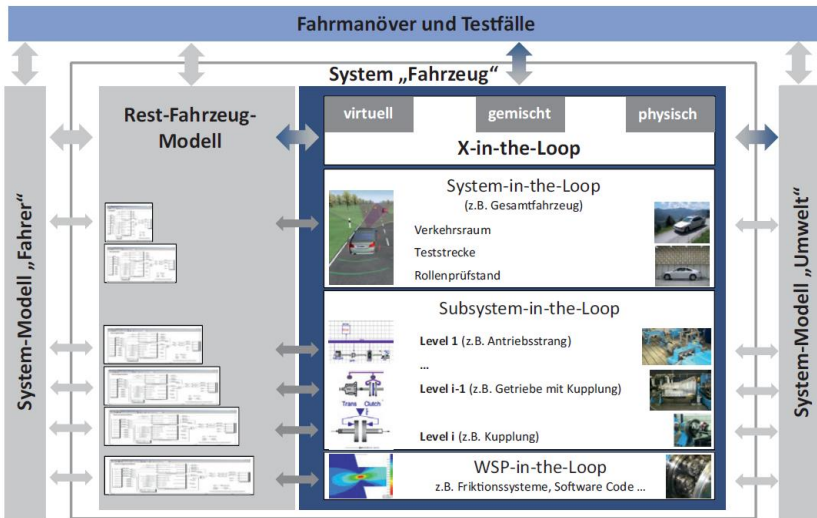 Fahrmanöver und Testfälle
System „Fahrzeug“
System-Modell „Fahrer“
Rest-Fahrzeug-
Modell
virtuell
gemischt
physisch
X-in-the-Loop
System-in-the-Loop
(z.B. Gesamtfahrzeug)
Verkehrsraum
Teststrecke
Rollenprüfstand
Subsystem-in-the-Loop
Level 1 (z.B. Antriebsstrang)
...
Level i-1 (z.B. Getriebe mit Kupplung)
Trans Clutch
Level i (z.B. Kupplung)
WSP-in-the-Loop
z.B. Friktionssysteme, Software Code ...
System-Modell „Umwelt“